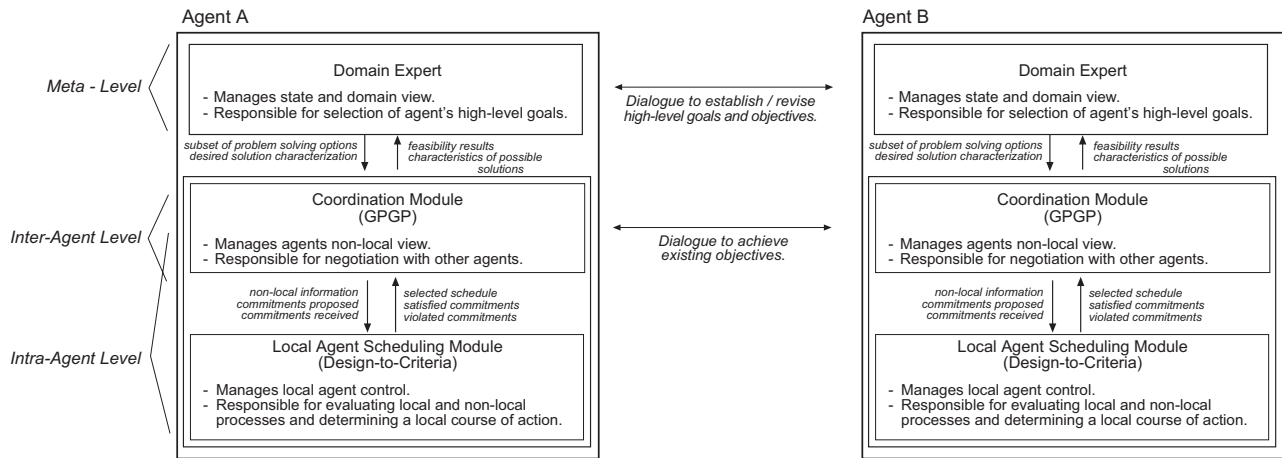 Agent A
Agent B
Meta - Level
Inter-Agent Level
Intra-Agent Level
Domain Expert
- Manages state and domain view.
- Responsible for selection of agent's high-level goals.
subset of problem solving options
desired solution characterization
feasibility results
characteristics of possible
solutions
Coordination Module
(GPGP)
- Manages agents non-local view.
- Responsible for negotiation with other agents.
non-local information
commitments proposed
commitments received
selected schedule
satisfied commitments
violated commitments
Local Agent Scheduling Module
(Design-to-Criteria)
- Manages local agent control.
- Responsible for evaluating local and non-local
processes and determining a local course of action.
Dialogue to establish / revise
high-level goals and objectives.
Dialogue to achieve
existing objectives.
Domain Expert
- Manages state and domain view.
- Responsible for selection of agent's high-level goals.
subset of problem solving options
desired solution characterization
feasibility results
characteristics of possible
solutions
Coordination Module
(GPGP)
- Manages agents non-local view.
- Responsible for negotiation with other agents.
non-local information
commitments proposed
commitments received
selected schedule
satisfied commitments
violated commitments
Local Agent Scheduling Module
(Design-to-Criteria)
- Manages local agent control.
- Responsible for evaluating local and non-local
processes and determining a local course of action.